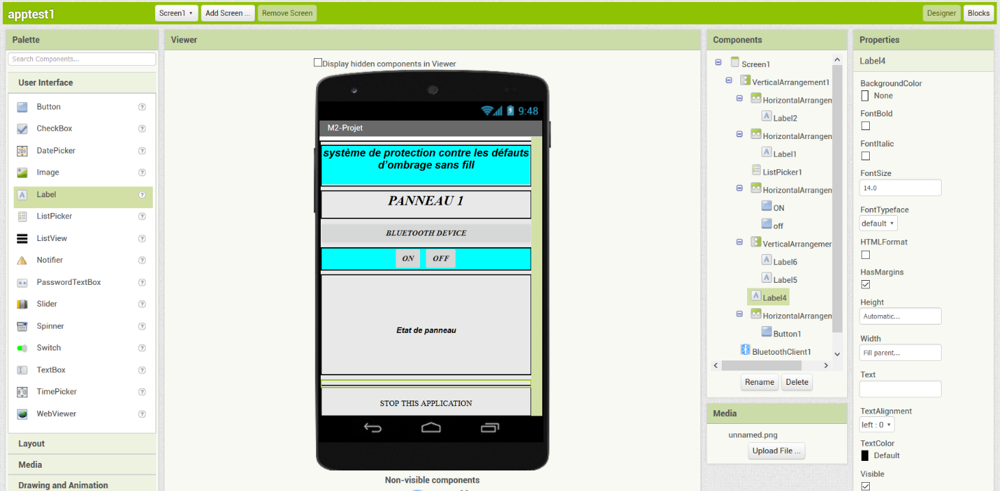 apptest1
Screen1
Add Screen ...
Remove Screen
Designer
Blocks
Palette
Search Components...
User Interface
Button
CheckBox
DatePicker
Image
Label
ListPicker
ListView
Notifier
PasswordTextBox
Slider
Spinner
Switch
TextBox
TimePicker
WebViewer
Layout
Media
Drawing and Animation
Viewer
Display hidden components in Viewer
9:48
M2-Projet
système de protection contre les défauts
d'ombrage sans fill
PANNEAU 1
BLUETOOTH DEVICE
ON
OFF
Etat de panneau
STOP THIS APPLICATION
Non-visible components
Components
Screen1
VerticalArrangement1
HorizontalArrangen
Label2
HorizontalArrangen
Label1
ListPicker1
HorizontalArrangen
ON
off
VerticalArrangemer
Label6
Label5
Label4
HorizontalArrangen
Button1
BluetoothClient1
Rename
Delete
Media
unnamed.png
Upload File ...
Properties
Label4
BackgroundColor
None
FontBold
FontItalic
FontSize
14.0
FontTypeface
default
HTMLFormat
HasMargins
Height
Automatic...
Width
Fill parent...
Text
TextAlignment
left : 0
TextColor
Default
Visible